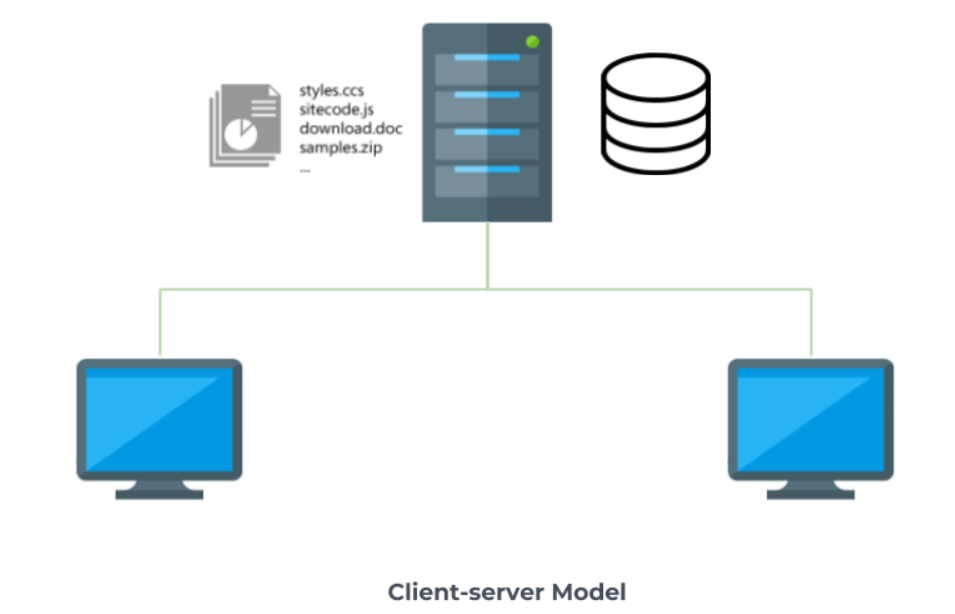 styles.ccs
sitecode.js
download.doc
samples.zip
...
Client-server Model